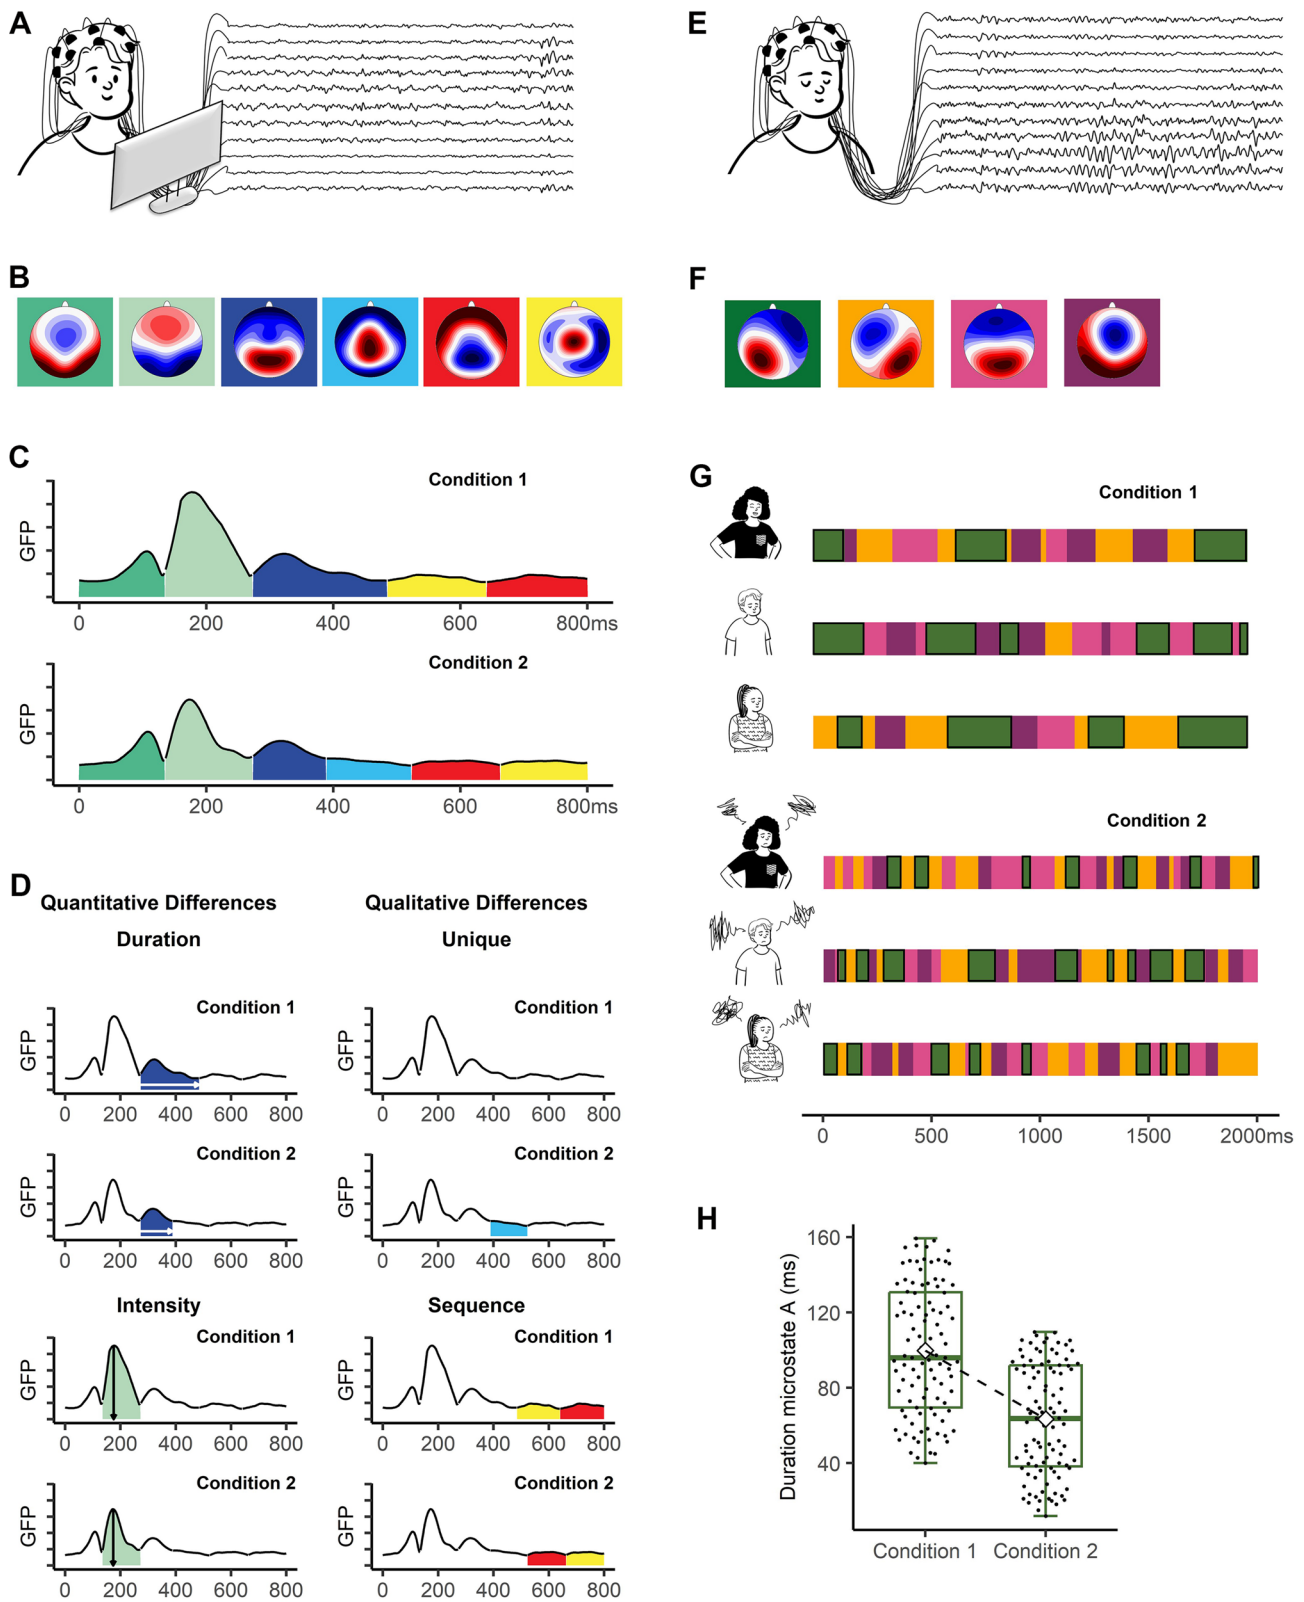 A
E
B
F
C
Condition 1
GFP
0 200 400 600 800ms
Condition 2
GFP
0 200 400 600 800ms
D
Quantitative Differences
Duration
Condition 1
GFP
0 200 400 600 800
Condition 2
GFP
0 200 400 600 800
Intensity
Condition 1
GFP
0 200 400 600 800
Condition 2
GFP
0 200 400 600 800
Qualitative Differences
Unique
Condition 1
GFP
0 200 400 600 800
Condition 2
GFP
0 200 400 600 800
Sequence
Condition 1
GFP
0 200 400 600 800
Condition 2
GFP
0 200 400 600 800
G
Condition 1
Condition 2
0 500 1000 1500 2000ms
H
Duration microstate A (ms)
160
120
80
40
Condition 1 Condition 2